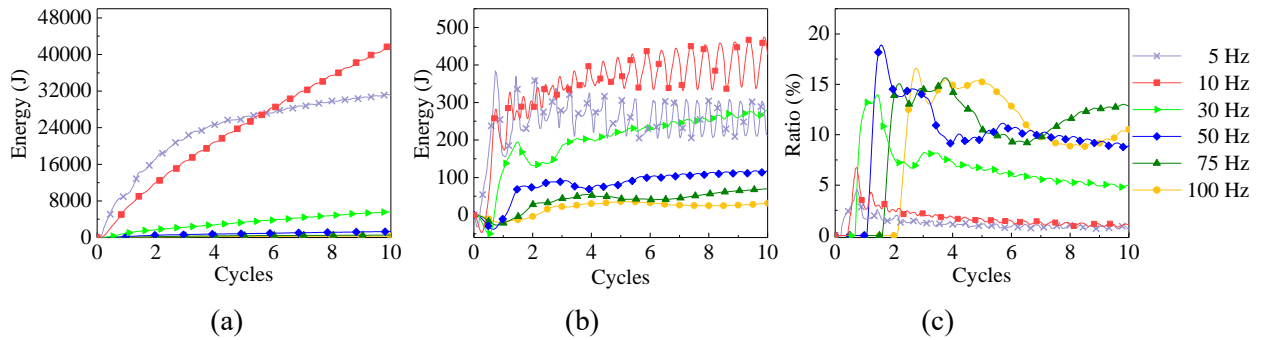 48000
40000
32000
24000
16000
8000
0
Energy (J)
0 2 4 6 8 10
Cycles
(a)
500
400
300
200
100
0
Energy (J)
0 2 4 6 8 10
Cycles
(b)
20
15
10
5
0
Ratio (%)
0 2 4 6 8 10
Cycles
(c)
5 Hz
10 Hz
30 Hz
50 Hz
75 Hz
100 Hz